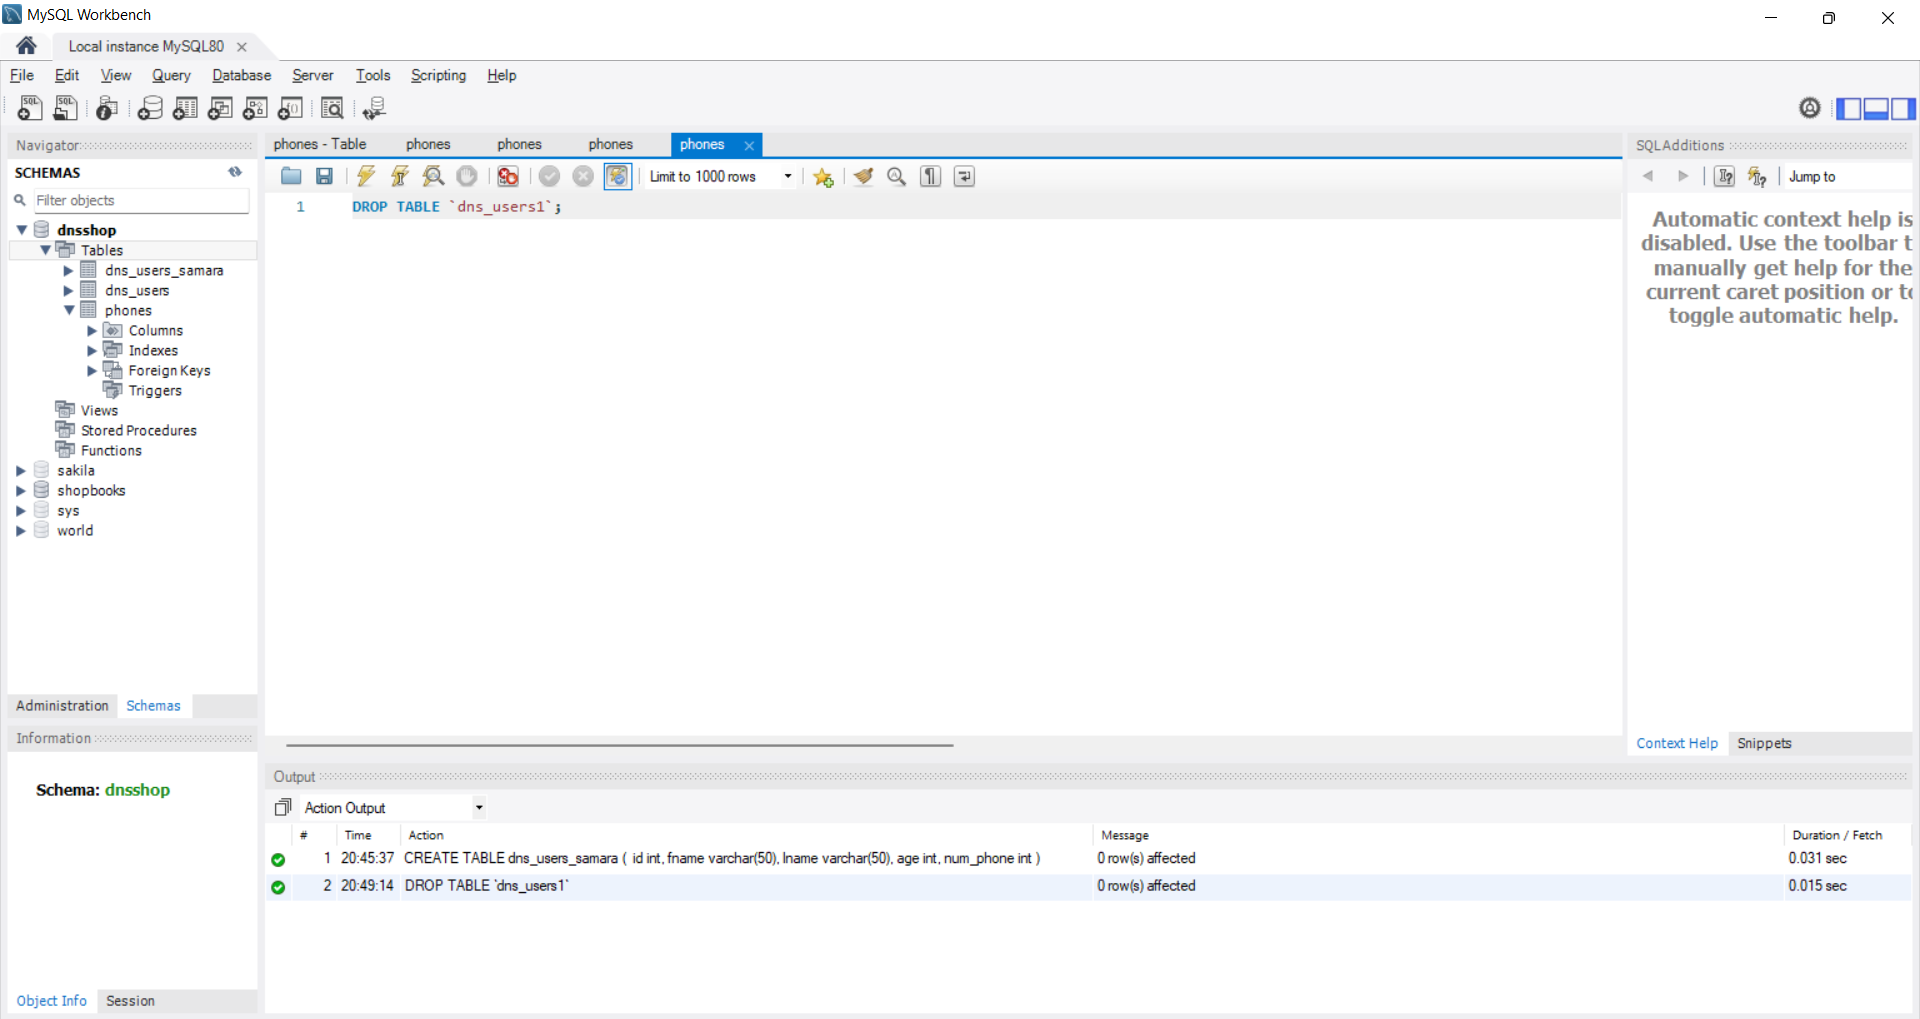 MySQL Workbench
Local instance MySQL80
File Edit View Query Database Server Tools Scripting Help
Navigator
SCHEMAS
Filter objects
dnsshop
Tables
dns_users_samara
dns_users
phones
Columns
Indexes
Foreign Keys
Triggers
Views
Stored Procedures
Functions
sakila
shopbooks
sys
world
Administration Schemas
Information
Schema: dnsshop
Object Info Session
phones - Table phones phones phones phones
Limit to 1000 rows
1 DROP TABLE `dns_users1`;
SQLAdditions
Jump to
Automatic context help is
disabled. Use the toolbar t
manually get help for the
current caret position or to
toggle automatic help.
Context Help Snippets
Output
Action Output
# Time Action Message Duration / Fetch
1 20:45:37 CREATE TABLE dns_users_samara ( id int, fname varchar(50), lname varchar(50), age int, num_phone int ) 0 row(s) affected 0.031 sec
2 20:49:14 DROP TABLE `dns_users1` 0 row(s) affected 0.015 sec